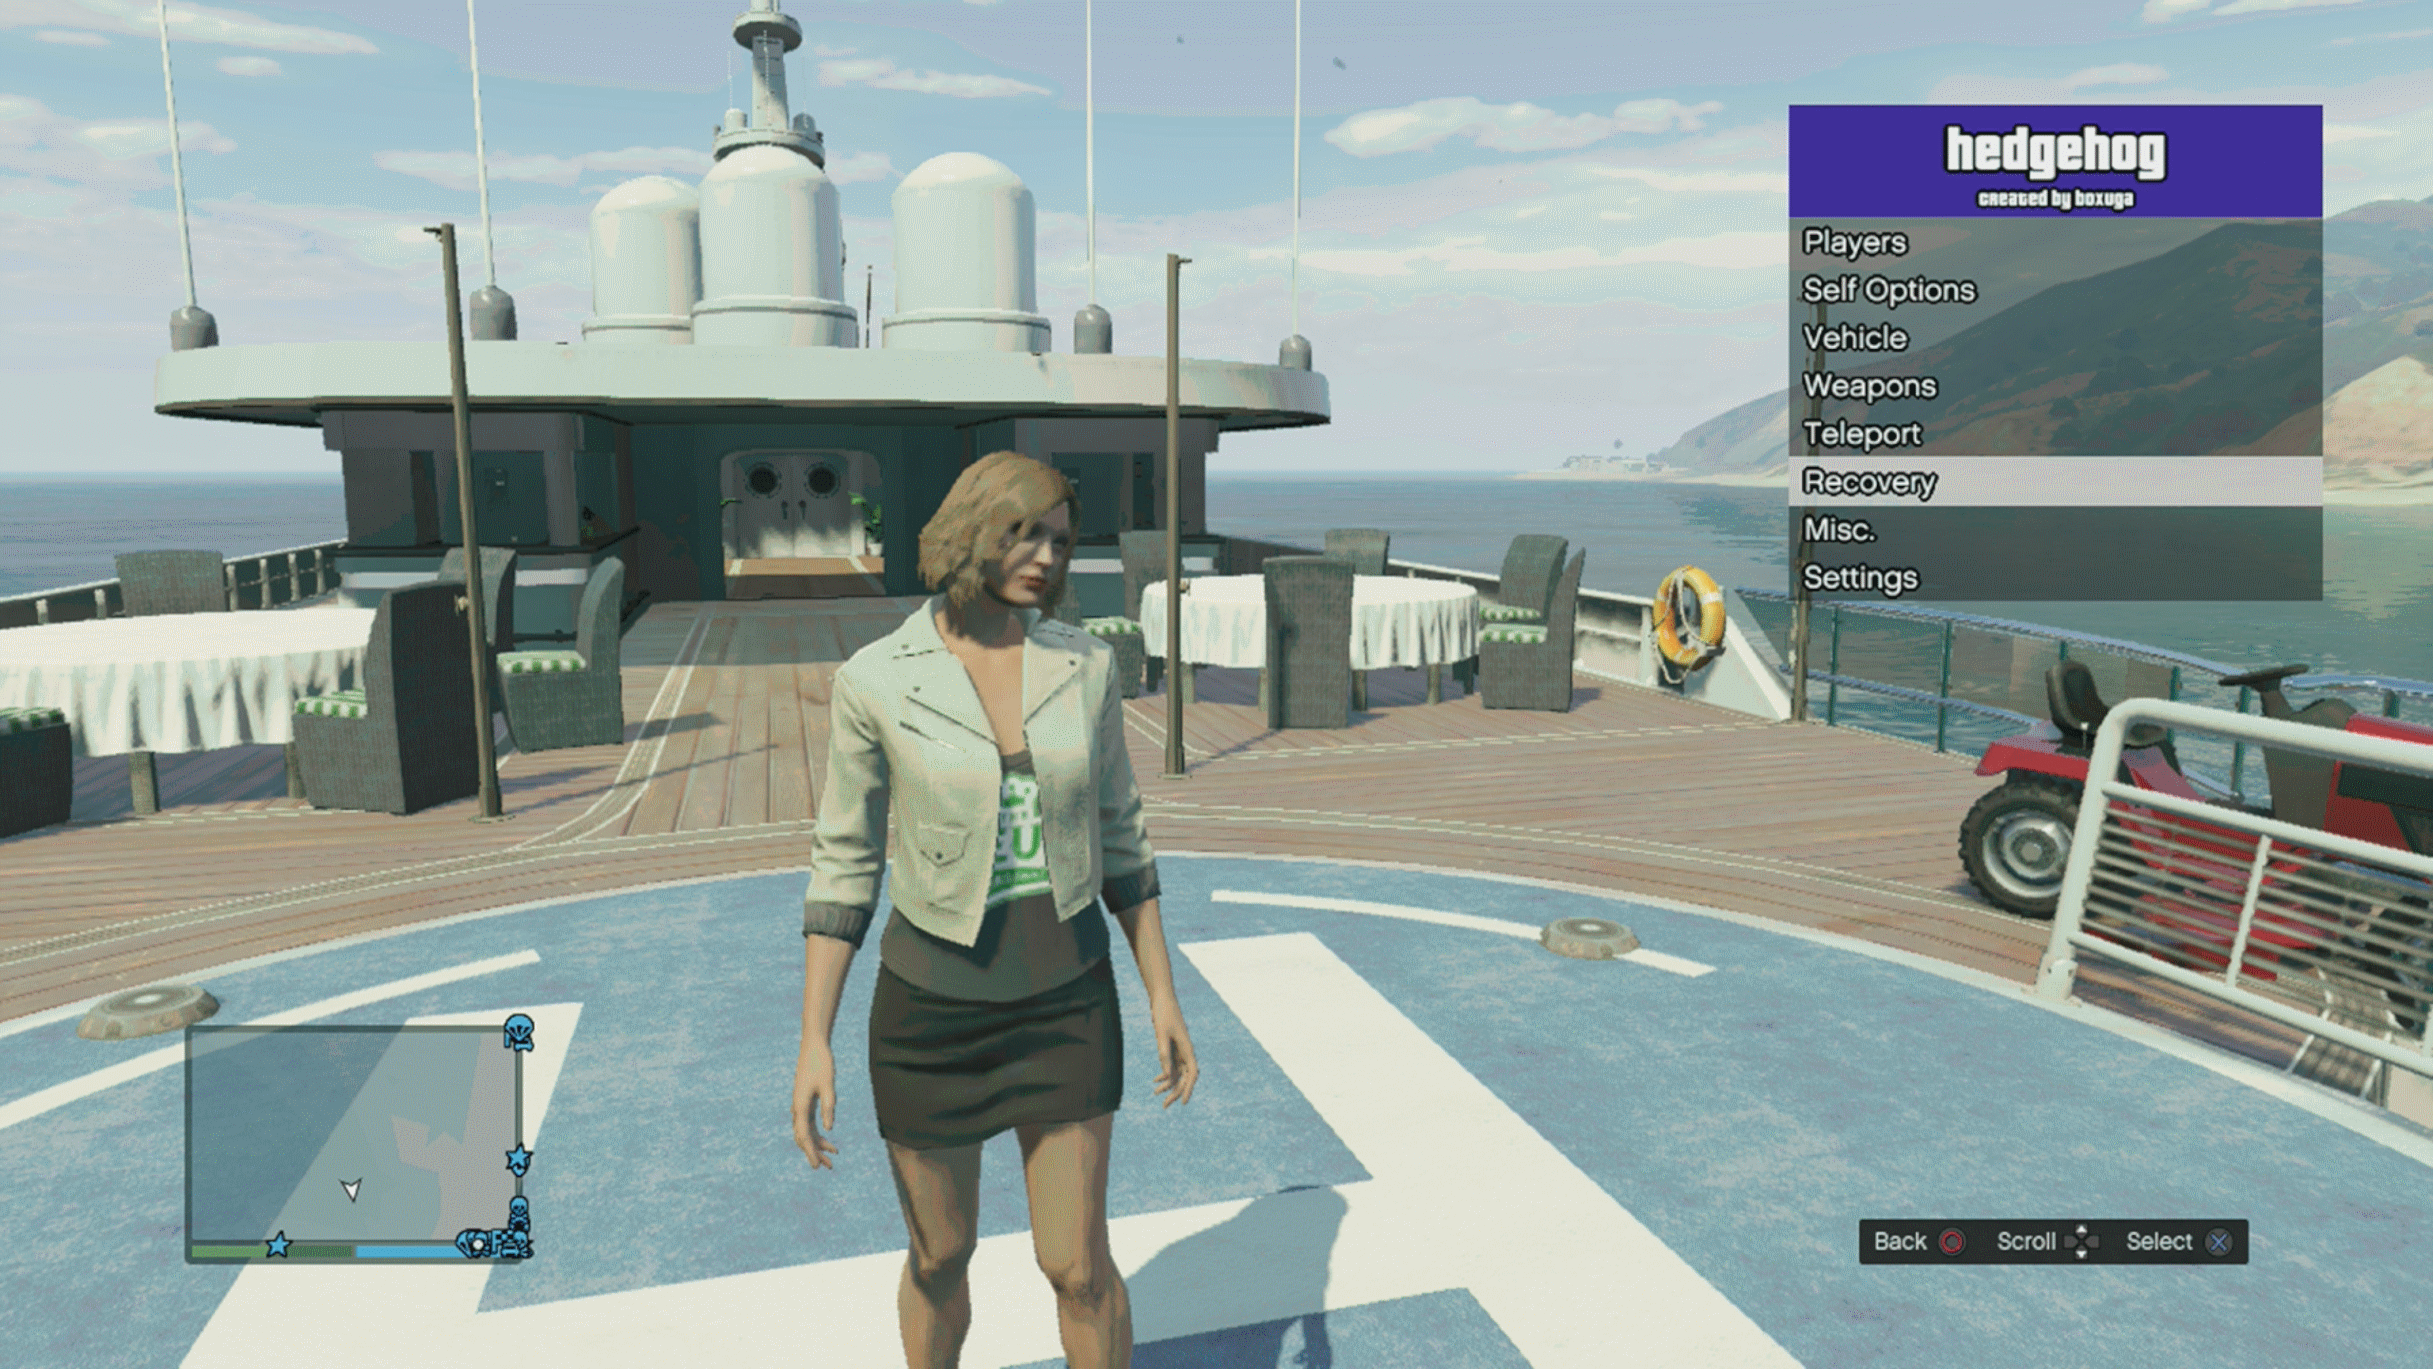 hedgehog
created by boxuga
Players
Self Options
Vehicle
Weapons
Teleport
Recovery
Misc.
Settings
Back
Scroll
Select